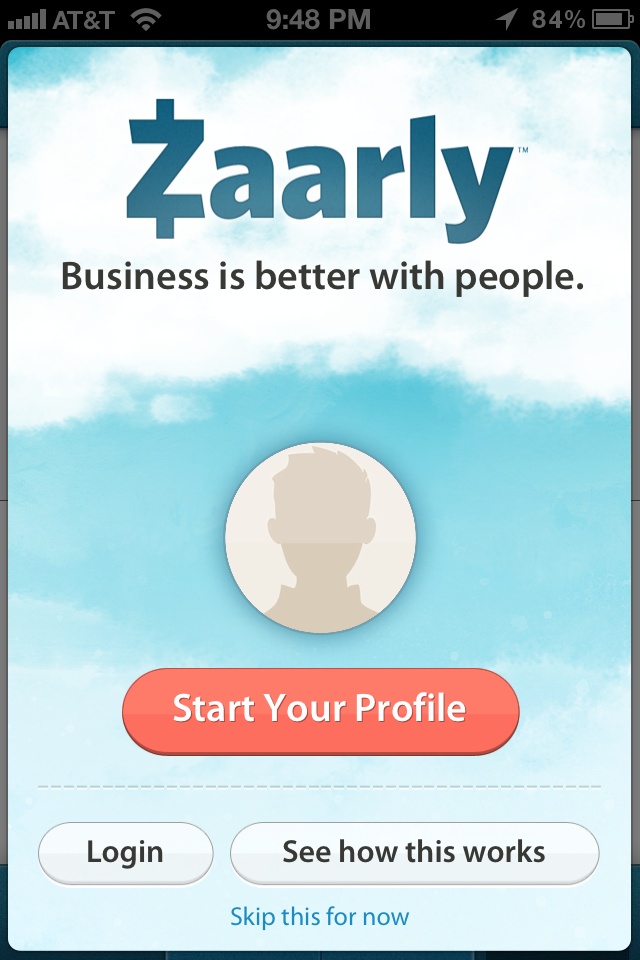 AT&T 9:48 PM 84%
Zaarly™
Business is better with people.
Start Your Profile
Login See how this works
Skip this for now